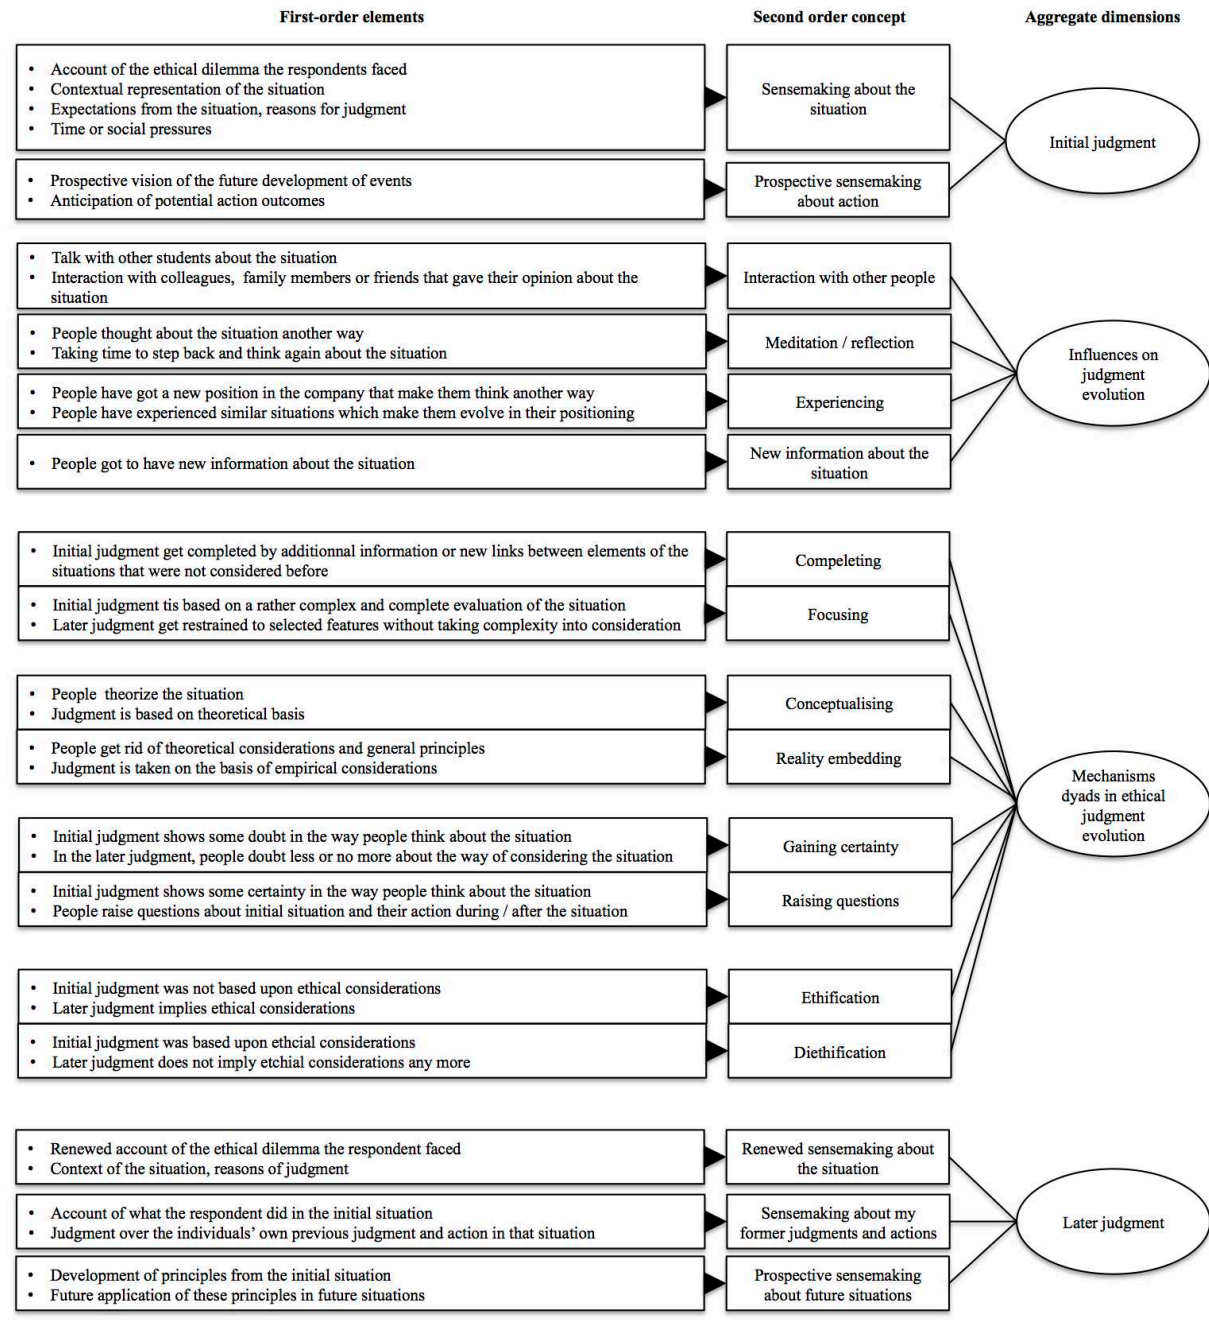 First-order elements
Second order concept
Aggregate dimensions
• Account of the ethical dilemma the respondents faced
• Contextual representation of the situation
• Expectations from the situation, reasons for judgment
• Time or social pressures
Sensemaking about the
situation
Initial judgment
• Prospective vision of the future development of events
• Anticipation of potential action outcomes
Prospective sensemaking
about action
• Talk with other students about the situation
• Interaction with colleagues, family members or friends that gave their opinion about the
situation
Interaction with other people
• People thought about the situation another way
• Taking time to step back and think again about the situation
Meditation / reflection
Influences on
judgment
evolution
• People have got a new position in the company that make them think another way
• People have experienced similar situations which make them evolve in their positioning
Experiencing
• People got to have new information about the situation
New information about the
situation
• Initial judgment get completed by additionnal information or new links between elements of the
situations that were not considered before
Compeleting
• Initial judgment tis based on a rather complex and complete evaluation of the situation
• Later judgment get restrained to selected features without taking complexity into consideration
Focusing
• People theorize the situation
• Judgment is based on theoretical basis
Conceptualising
• People get rid of theoretical considerations and general principles
• Judgment is taken on the basis of empirical considerations
Reality embedding
Mechanisms
dyads in ethical
judgment
evolution
• Initial judgment shows some doubt in the way people think about the situation
• In the later judgment, people doubt less or no more about the way of considering the situation
Gaining certainty
• Initial judgment shows some certainty in the way people think about the situation
• People raise questions about initial situation and their action during / after the situation
Raising questions
• Initial judgment was not based upon ethical considerations
• Later judgment implies ethical considerations
Ethification
• Initial judgment was based upon ethcial considerations
• Later judgment does not imply etchial considerations any more
Diethification
• Renewed account of the ethical dilemma the respondent faced
• Context of the situation, reasons of judgment
Renewed sensemaking about
the situation
• Account of what the respondent did in the initial situation
• Judgment over the individuals' own previous judgment and action in that situation
Sensemaking about my
former judgments and actions
Later judgment
• Development of principles from the initial situation
• Future application of these principles in future situations
Prospective sensemaking
about future situations